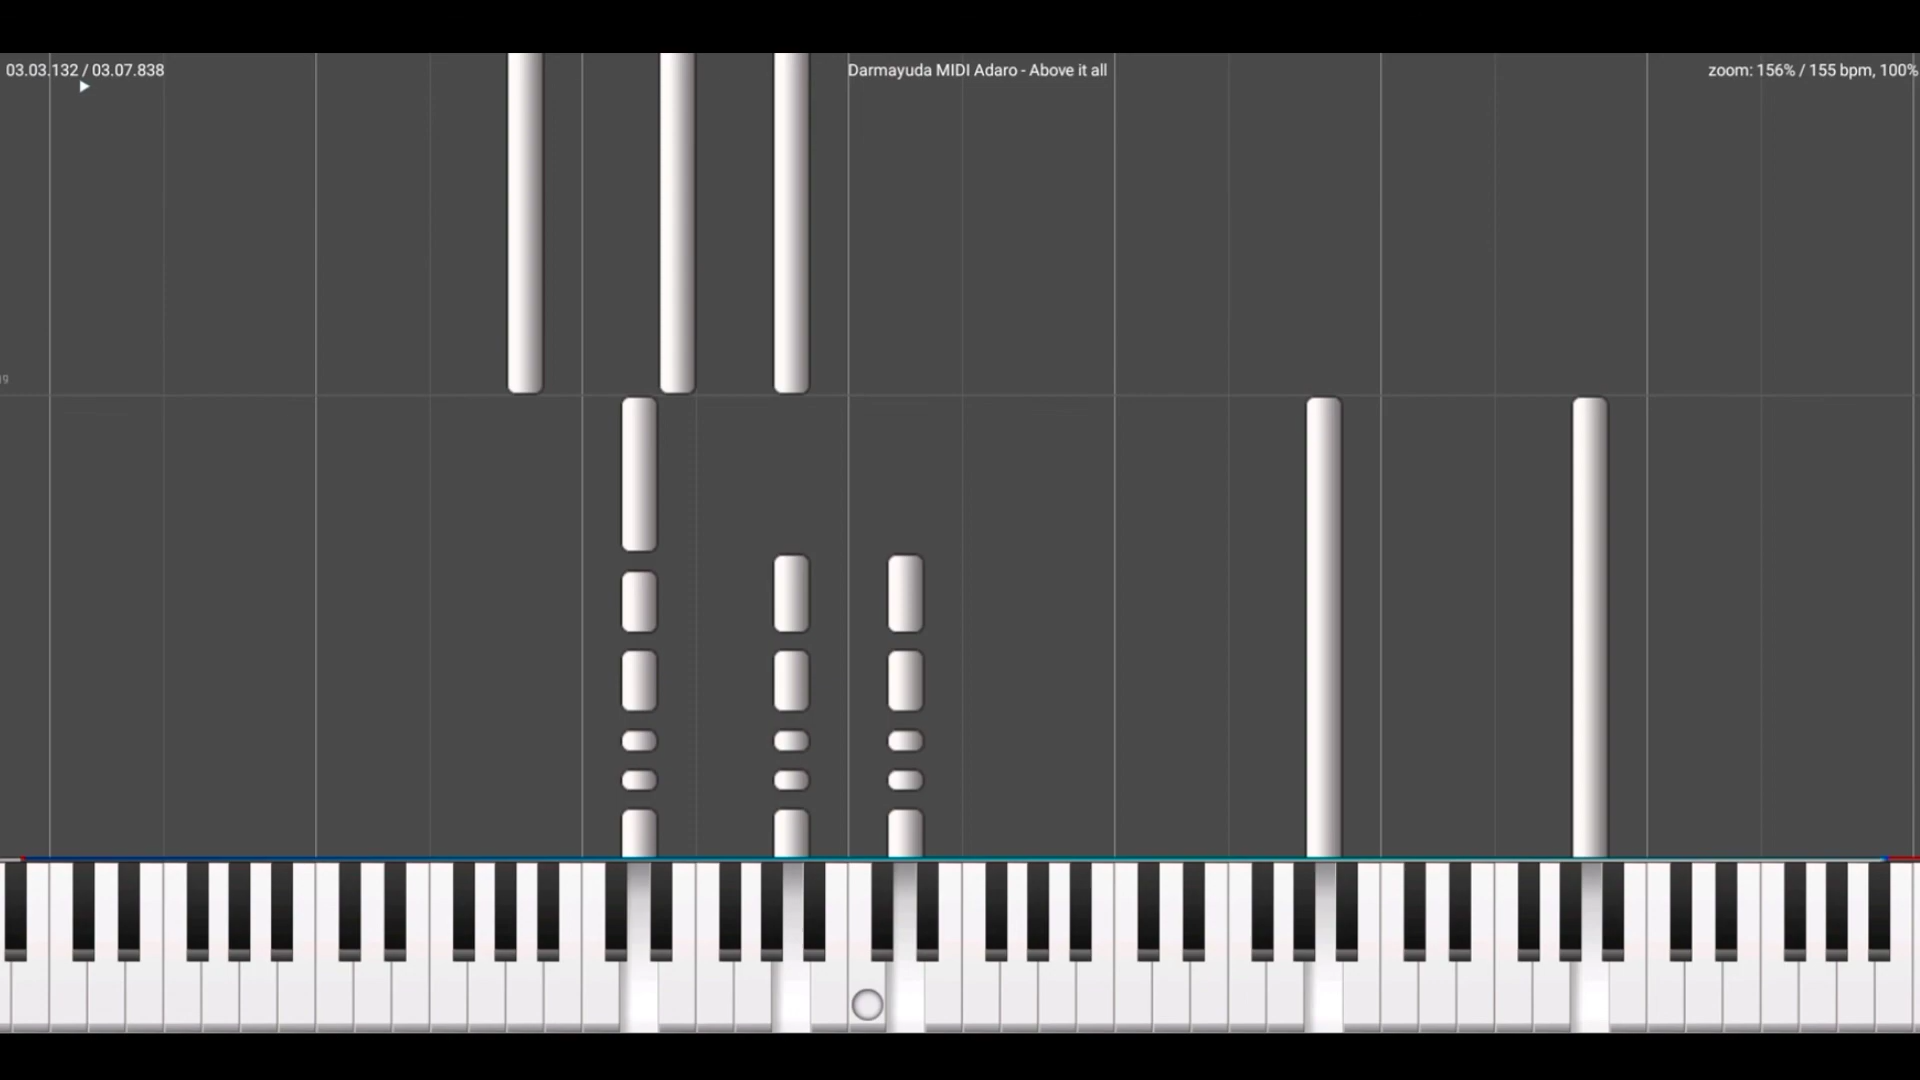 03.03.132 / 03.07.838
Darmayuda MIDI Adaro - Above it all
zoom: 156% / 155 bpm, 100%